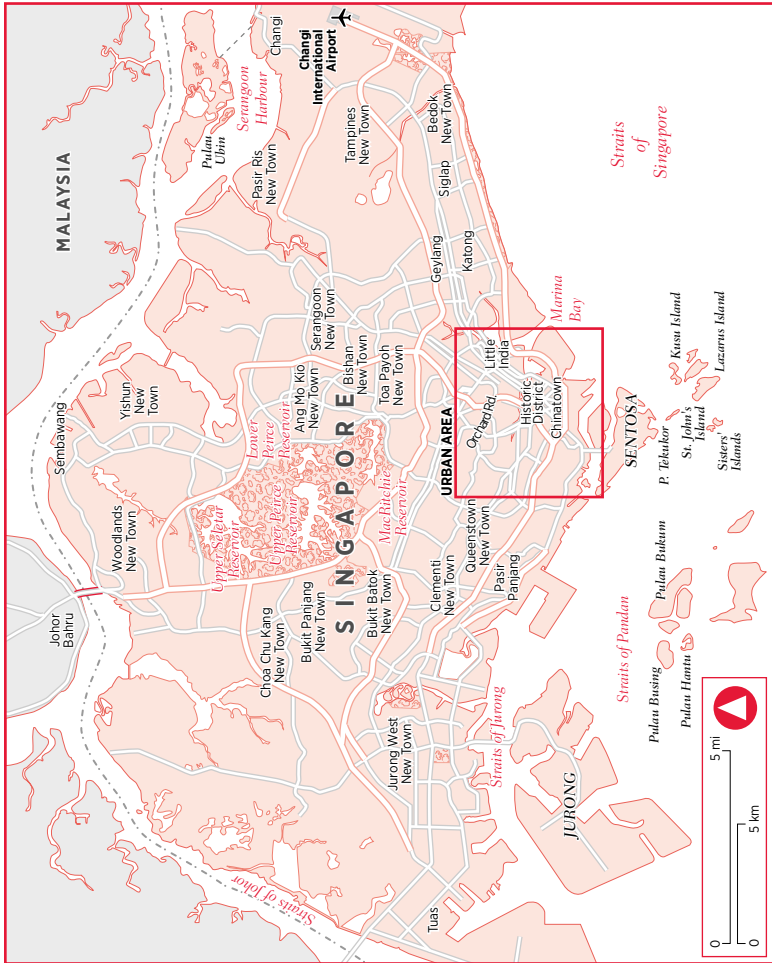 Johor
Bahru
MALAYSIA
Sembawang
Woodlands
New Town
Yishun
New
Town
Pulau
Ubin
Serangoon
Harbour
Changi
Changi
International
Airport
Pasir Ris
New Town
Tampines
New Town
Bedok
New Town
Siglap
Katong
Geylang
Serangoon
New Town
Bishan
New Town
Toa Payoh
New Town
Ang Mo Kio
New Town
Lower
Peirce
Reservoir
Upper Seletar
Reservoir
Upper Peirce
Reservoir
MacRitchie
Reservoir
SINGAPORE
Choa Chu Kang
New Town
Bukit Panjang
New Town
Bukit Batok
New Town
Clementi
New Town
Queenstown
New Town
Pasir
Panjang
Jurong West
New Town
Tuas
Straits of Johor
Straits of Jurong
JURONG
URBAN AREA
Orchard Rd.
Little
India
Historic
District
Chinatown
Marina
Bay
Straits
of
Singapore
SENTOSA
P. Tekukor
St. John's
Island
Sisters'
Islands
Kusu Island
Lazarus Island
Straits of Pandan
Pulau Bukum
Pulau Busing
Pulau Hantu
0
5 mi
0
5 km